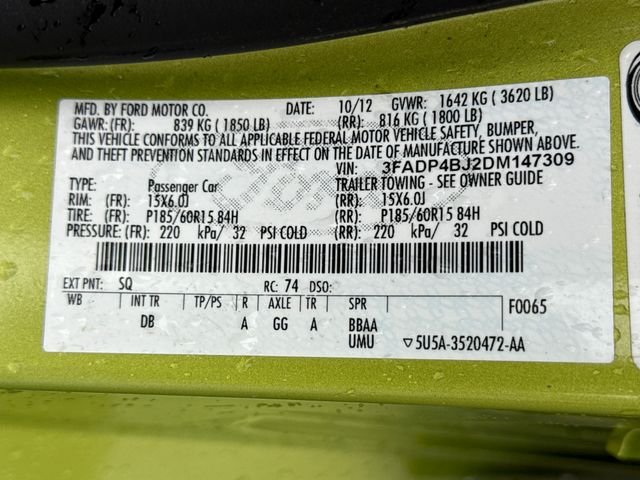 MFD. BY FORD MOTOR CO. DATE: 10/12 GVWR: 1642 KG ( 3620 LB)
GAWR: (FR): 839 KG ( 1850 LB) (RR): 816 KG ( 1800 LB)
THIS VEHICLE CONFORMS TO ALL APPLICABLE FEDERAL MOTOR VEHICLE SAFETY, BUMPER,
AND THEFT PREVENTION STANDARDS IN EFFECT ON THE DATE OF MANUFACTURE SHOWN ABOVE.
VIN: 3FADP4BJ2DM147309
TYPE: Passenger Car TRAILER TOWING - SEE OWNER GUIDE
RIM: (FR): 15X6.0J (RR): 15X6.0J
TIRE: (FR): P185/60R15 84H (RR): P185/60R15 84H
PRESSURE: (FR): 220 kPa/ 32 PSI COLD (RR): 220 kPa/ 32 PSI COLD
EXT PNT: SQ RC: 74 DSO:
WB INT TR TP/PS R AXLE TR SPR F0065
DB A GG A BBAA
UMU ▽5U5A-3520472-AA